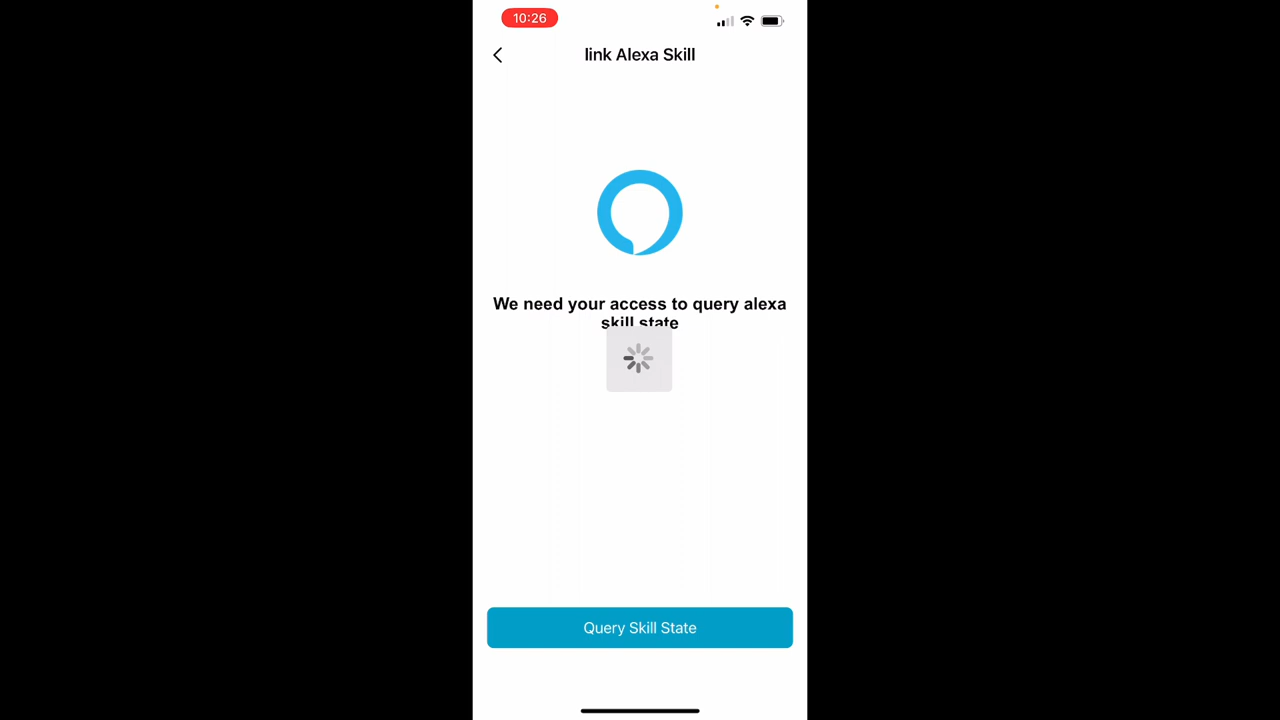 10:26
link Alexa Skill
We need your access to query alexa
skill state
Query Skill State